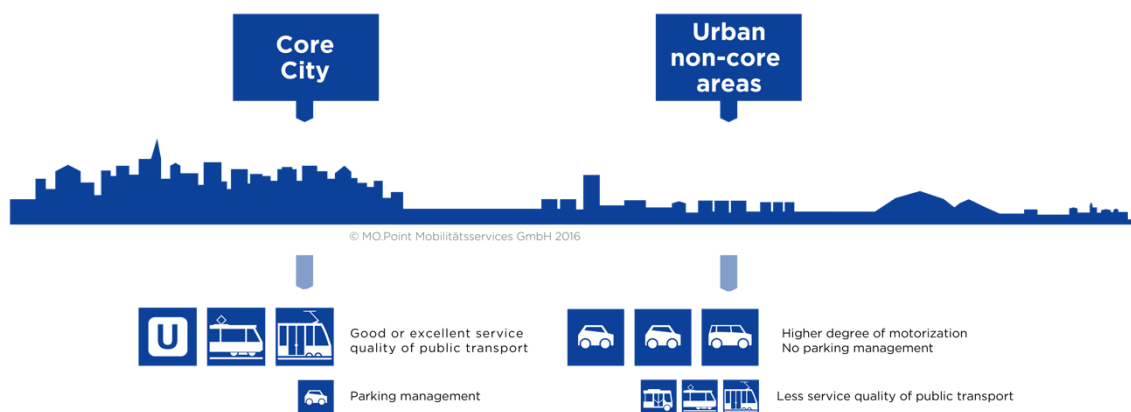 Core
City
Urban
non-core
areas
© MO.Point Mobilitätsservices GmbH 2016
U
Good or excellent service
quality of public transport
Parking management
Higher degree of motorization
No parking management
Less service quality of public transport